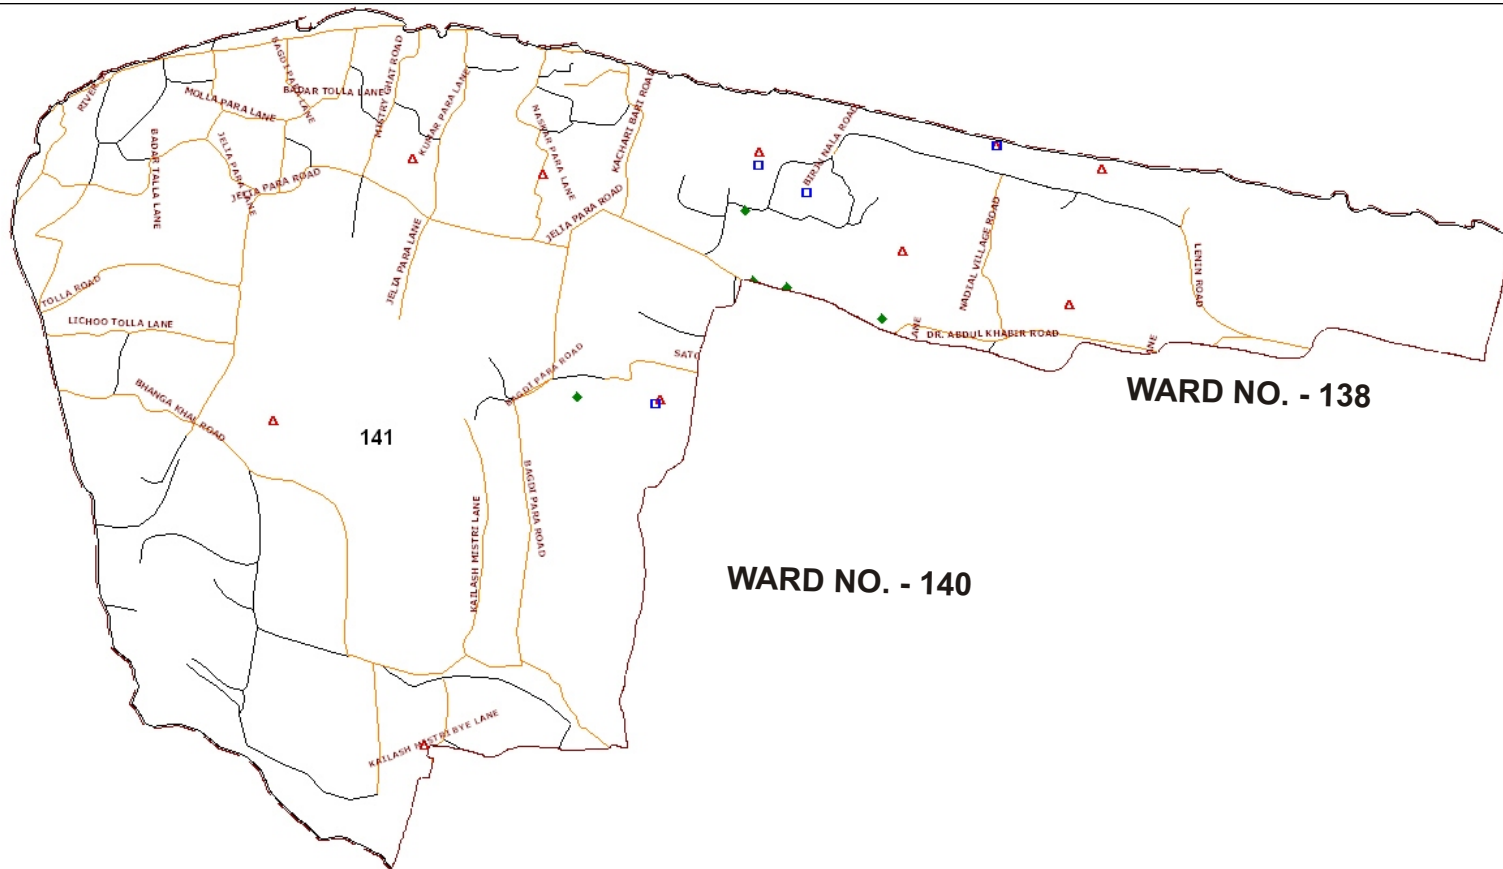 RIVER
MOLLA PARA LANE
BAGDI PARA LANE
BADAR TOLLA LANE
MISTRY GHAT ROAD
KUMAR PARA LANE
BADAR TALLA LANE
JELIA PARA LANE
JELIA PARA ROAD
NASKAR PARA LANE
KACHARI BARI ROAD
JELIA PARA ROAD
BIRJU NALA ROAD
NADIAL VILLAGE ROAD
LENIN ROAD
JELIA PARA LANE
TOLLA ROAD
LICHOO TOLLA LANE
LANE
DR. ABDUL KHABIR ROAD
BHANGA KHAL ROAD
BAGDI PARA ROAD
WARD NO. - 138
141
KAILASH MISTRI LANE
BAGDI PARA ROAD
WARD NO. - 140
KAILASH MISTRI BYE LANE